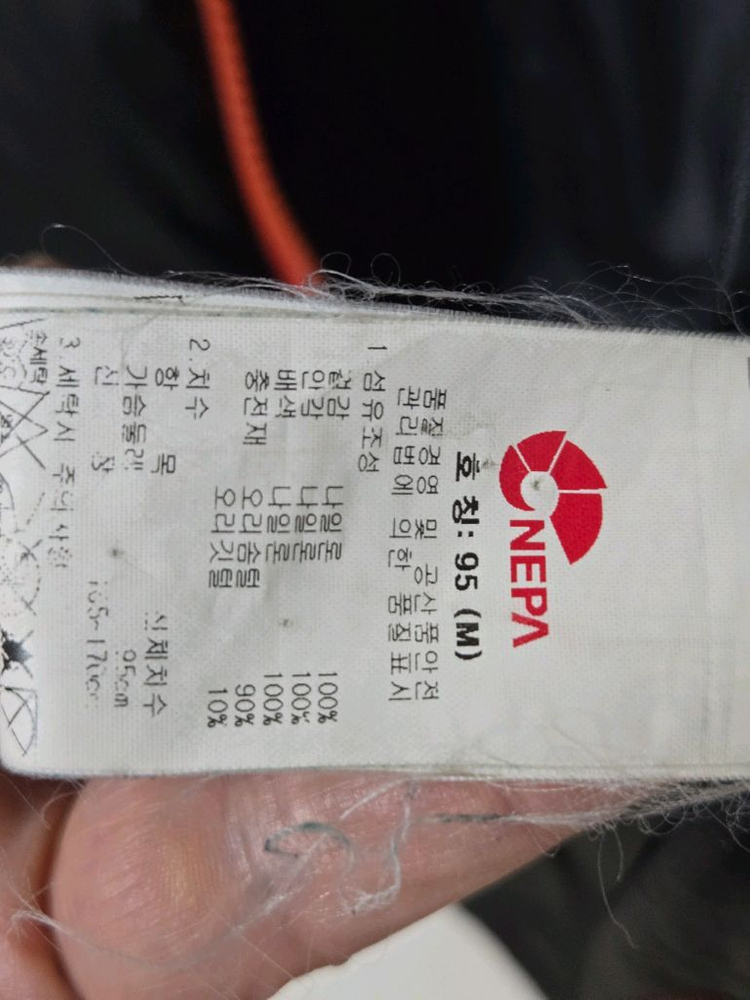 NEPA
호 칭: 95 (M)
품질경영 및 공산품안전
관리법에 의한 품질표시
1 섬유조성
겉감 나일론 100%
안감 나일론 100%
배색 나일론 100%
충전재 오리솜털 90%
오리깃털 10%
2.치수
항 목 신체치수
가슴둘레 95cm
신 장
3.세탁시 주의사항
손세탁